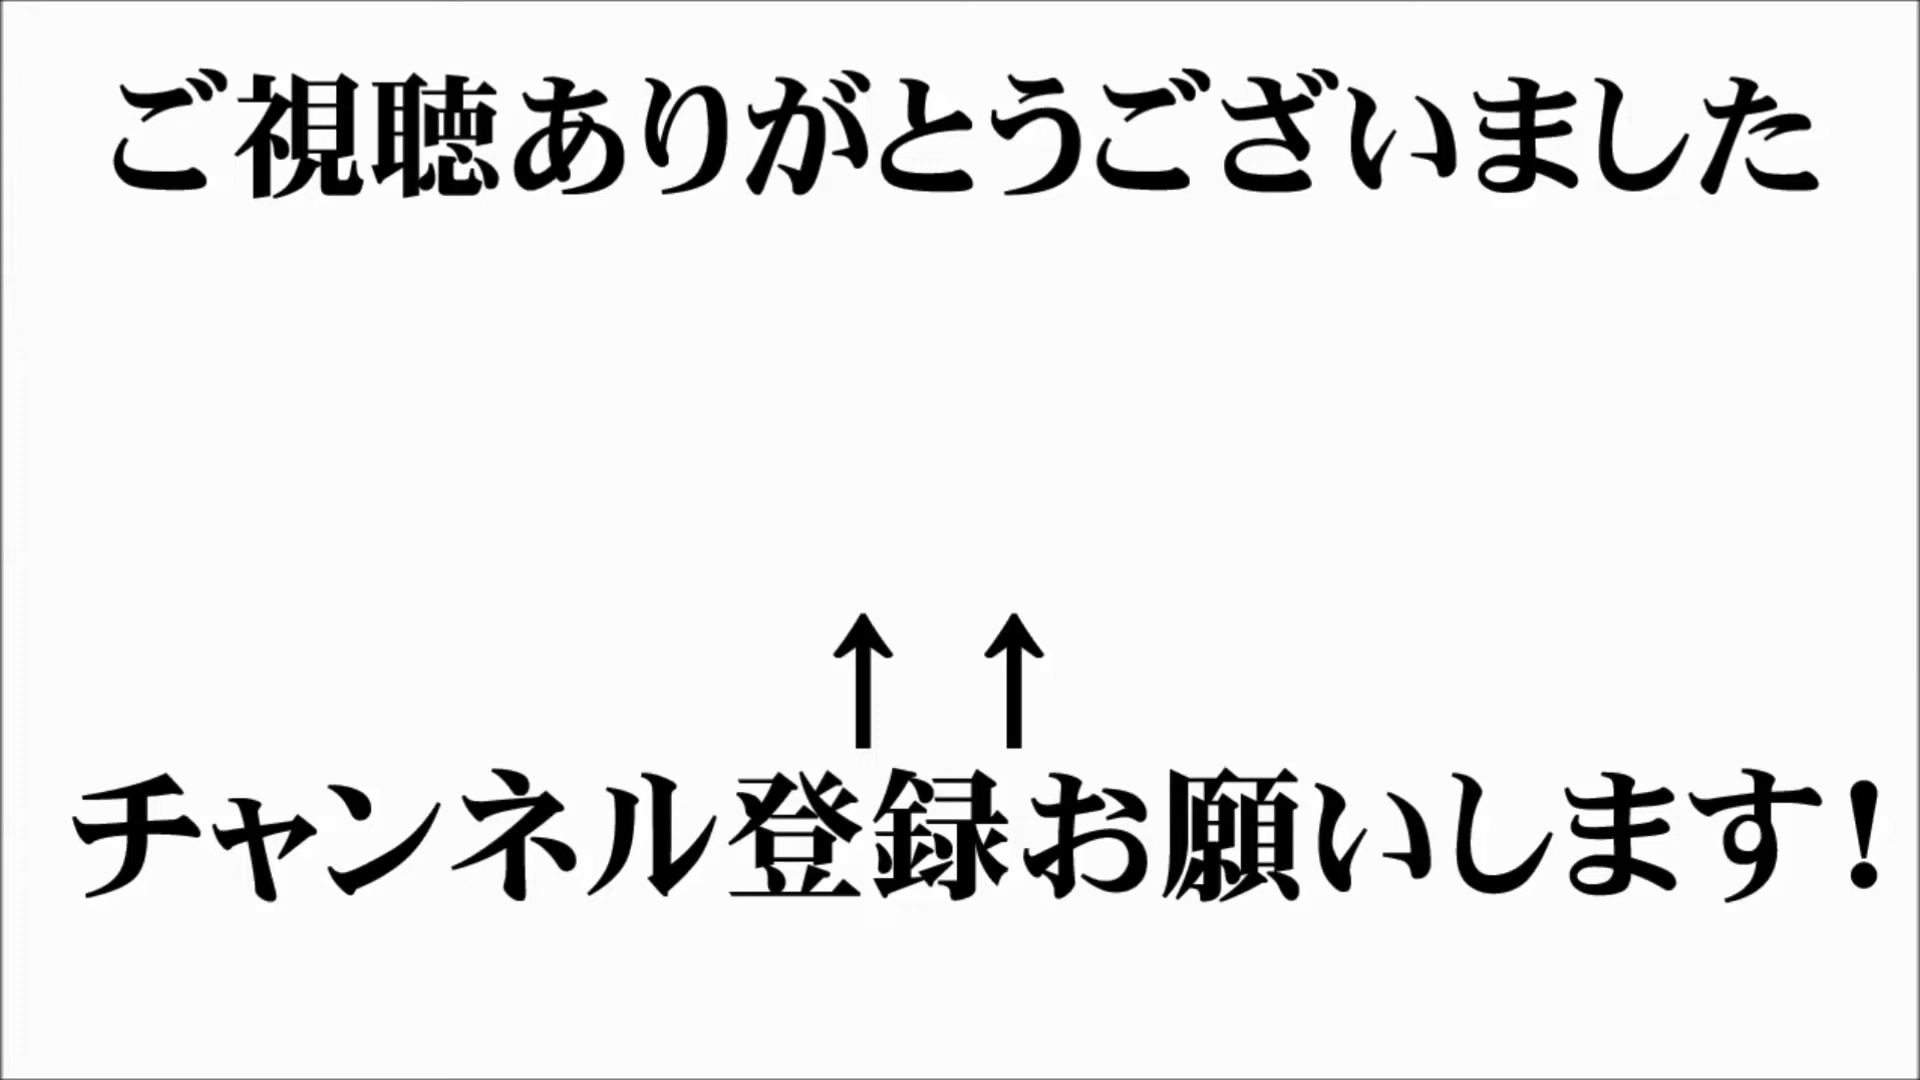 ご視聴ありがとうございました
↑ ↑
チャンネル登録お願いします!